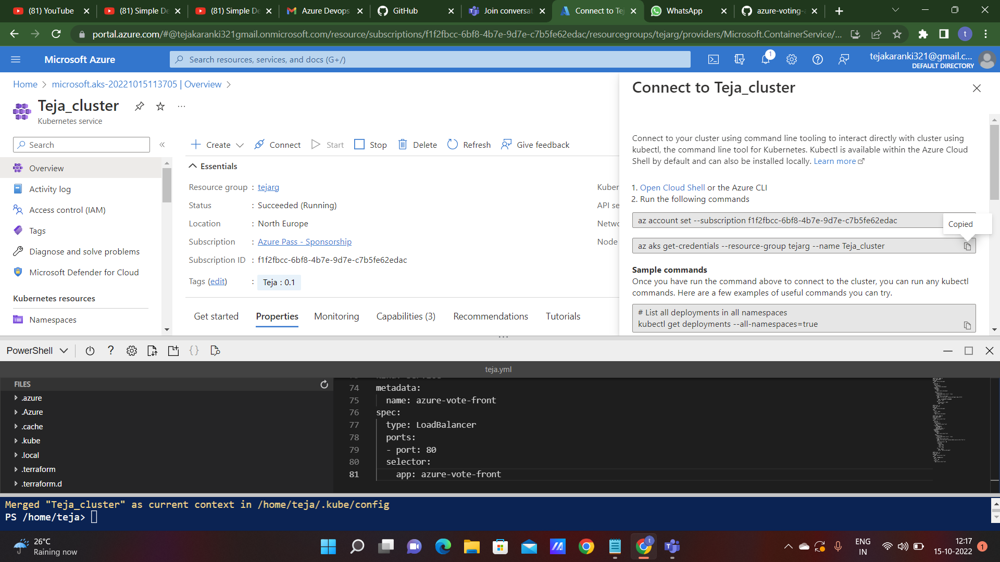 (81) YouTube
(81) Simple De
(81) Simple De
Azure Devops
GitHub
Join conversat
Connect to Tej
WhatsApp
azure-voting-a
portal.azure.com/#@tejakaranki321gmail.onmicrosoft.com/resource/subscriptions/f1f2fbcc-6bf8-4b7e-9d7e-c7b5fe62edac/resourcegroups/tejarg/providers/Microsoft.ContainerService/...
t
Microsoft Azure
Search resources, services, and docs (G+/)
1
tejakaranki321@gmail.c...
DEFAULT DIRECTORY
Home > microsoft.aks-20221015113705 | Overview >
Teja_cluster
Kubernetes service
Search
Overview
Activity log
Access control (IAM)
Tags
Diagnose and solve problems
Microsoft Defender for Cloud
Kubernetes resources
Namespaces
Create
Connect
Start
Stop
Delete
Refresh
Give feedback
Essentials
Resource group : tejarg
Status : Succeeded (Running)
Location : North Europe
Subscription : Azure Pass - Sponsorship
Subscription ID : f1f2fbcc-6bf8-4b7e-9d7e-c7b5fe62edac
Tags (edit) : Teja : 0.1
Kuber
API se
Netwo
Node
Get started
Properties
Monitoring
Capabilities (3)
Recommendations
Tutorials
Connect to Teja_cluster
Connect to your cluster using command line tooling to interact directly with cluster using
kubectl, the command line tool for Kubernetes. Kubectl is available within the Azure Cloud
Shell by default and can also be installed locally. Learn more
1. Open Cloud Shell or the Azure CLI
2. Run the following commands
az account set --subscription f1f2fbcc-6bf8-4b7e-9d7e-c7b5fe62edac
Copied
az aks get-credentials --resource-group tejarg --name Teja_cluster
Sample commands
Once you have run the command above to connect to the cluster, you can run any kubectl
commands. Here are a few examples of useful commands you can try.
# List all deployments in all namespaces
kubectl get deployments --all-namespaces=true
PowerShell
teja.yml
FILES
.azure
.Azure
.cache
.kube
.local
.terraform
.terraform.d
74 metadata:
75 name: azure-vote-front
76 spec:
77 type: LoadBalancer
78 ports:
79 - port: 80
80 selector:
81 app: azure-vote-front
Merged "Teja_cluster" as current context in /home/teja/.kube/config
PS /home/teja>
26°C
Raining now
ENG
IN
12:17
15-10-2022
1